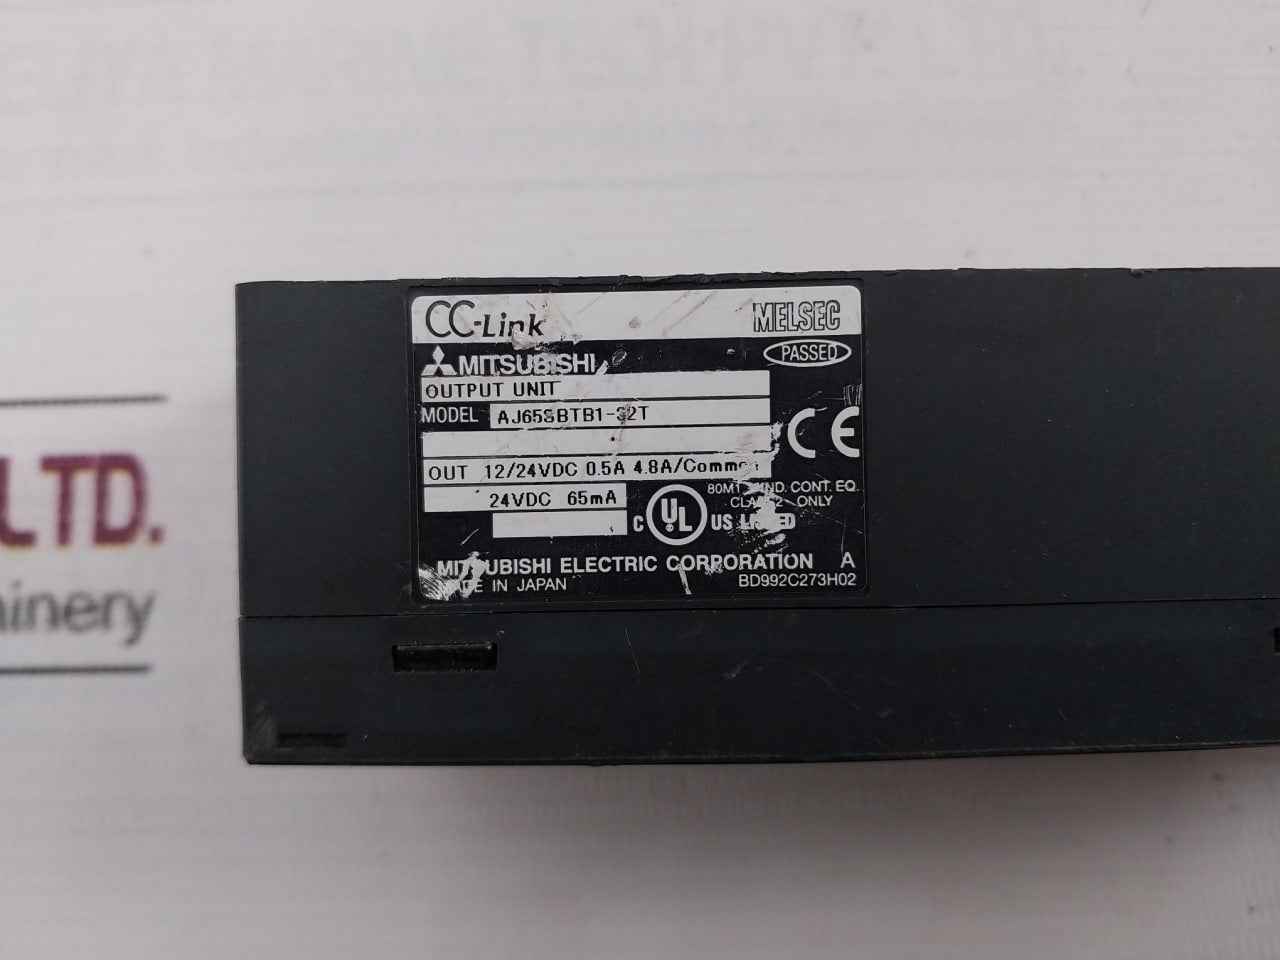 CC-Link MELSEC
MITSUBISHI PASSED
OUTPUT UNIT
MODEL AJ65SBTB1-32T
CE
OUT 12/24VDC 0.5A 4.8A/Common
24VDC 65mA
80M1 IND. CONT. EQ.
CLASS 2 ONLY
C UL US LISTED
MITSUBISHI ELECTRIC CORPORATION A
MADE IN JAPAN BD992C273H02
LTD.